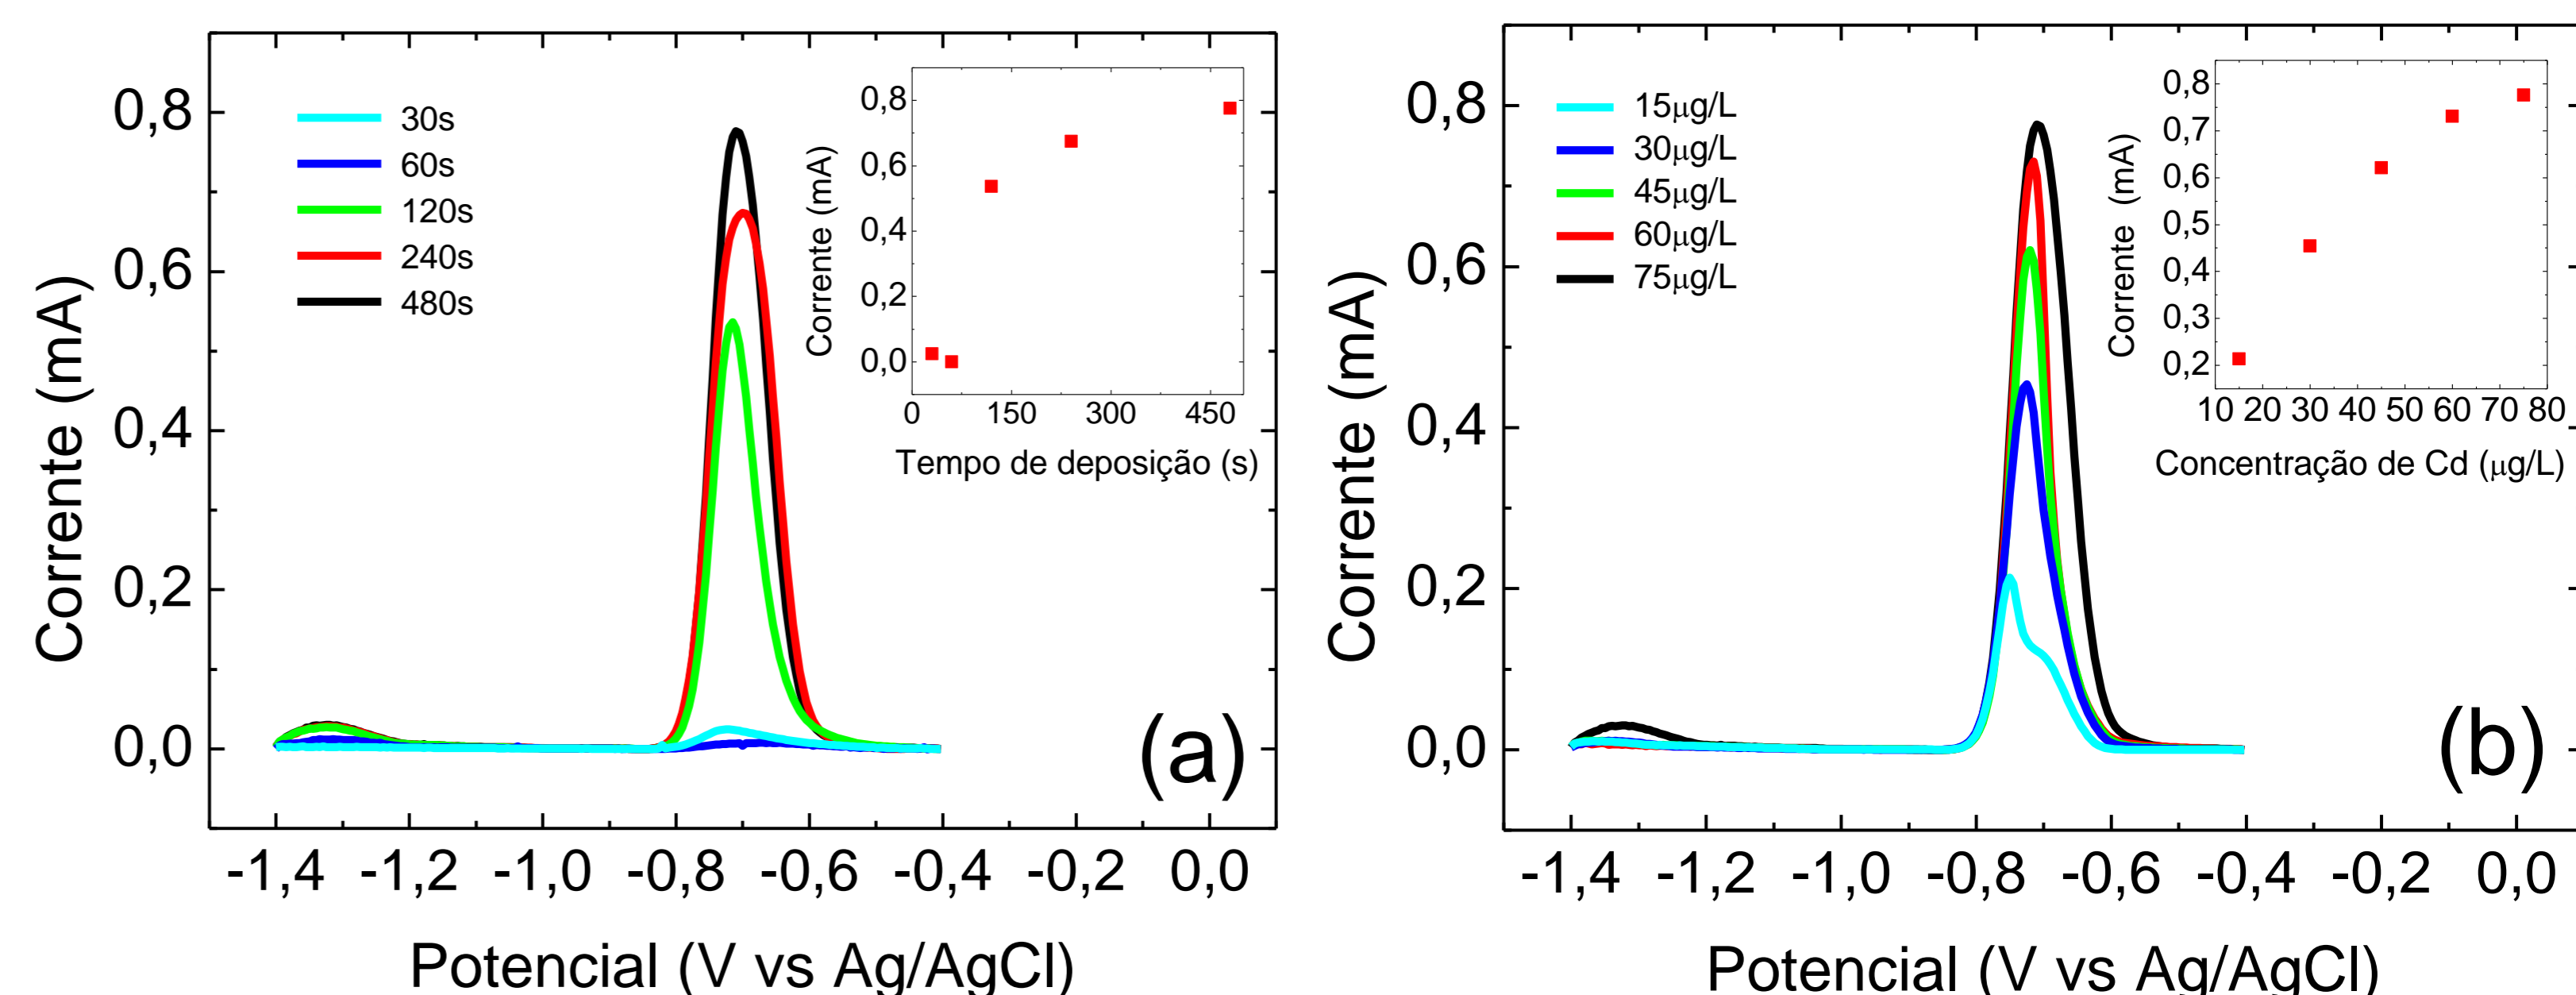 30s
60s
120s
240s
480s
Corrente (mA)
0,8
0,6
0,4
0,2
0,0
-1,4 -1,2 -1,0 -0,8 -0,6 -0,4 -0,2 0,0
Potencial (V vs Ag/AgCl)
Corrente (mA)
0,8
0,6
0,4
0,2
0,0
0 150 300 450
Tempo de deposição (s)
(a)
15μg/L
30μg/L
45μg/L
60μg/L
75μg/L
Corrente (mA)
0,8
0,6
0,4
0,2
0,0
-1,4 -1,2 -1,0 -0,8 -0,6 -0,4 -0,2 0,0
Potencial (V vs Ag/AgCl)
Corrente (mA)
0,8
0,7
0,6
0,5
0,4
0,3
0,2
10 20 30 40 50 60 70 80
Concentração de Cd (μg/L)
(b)